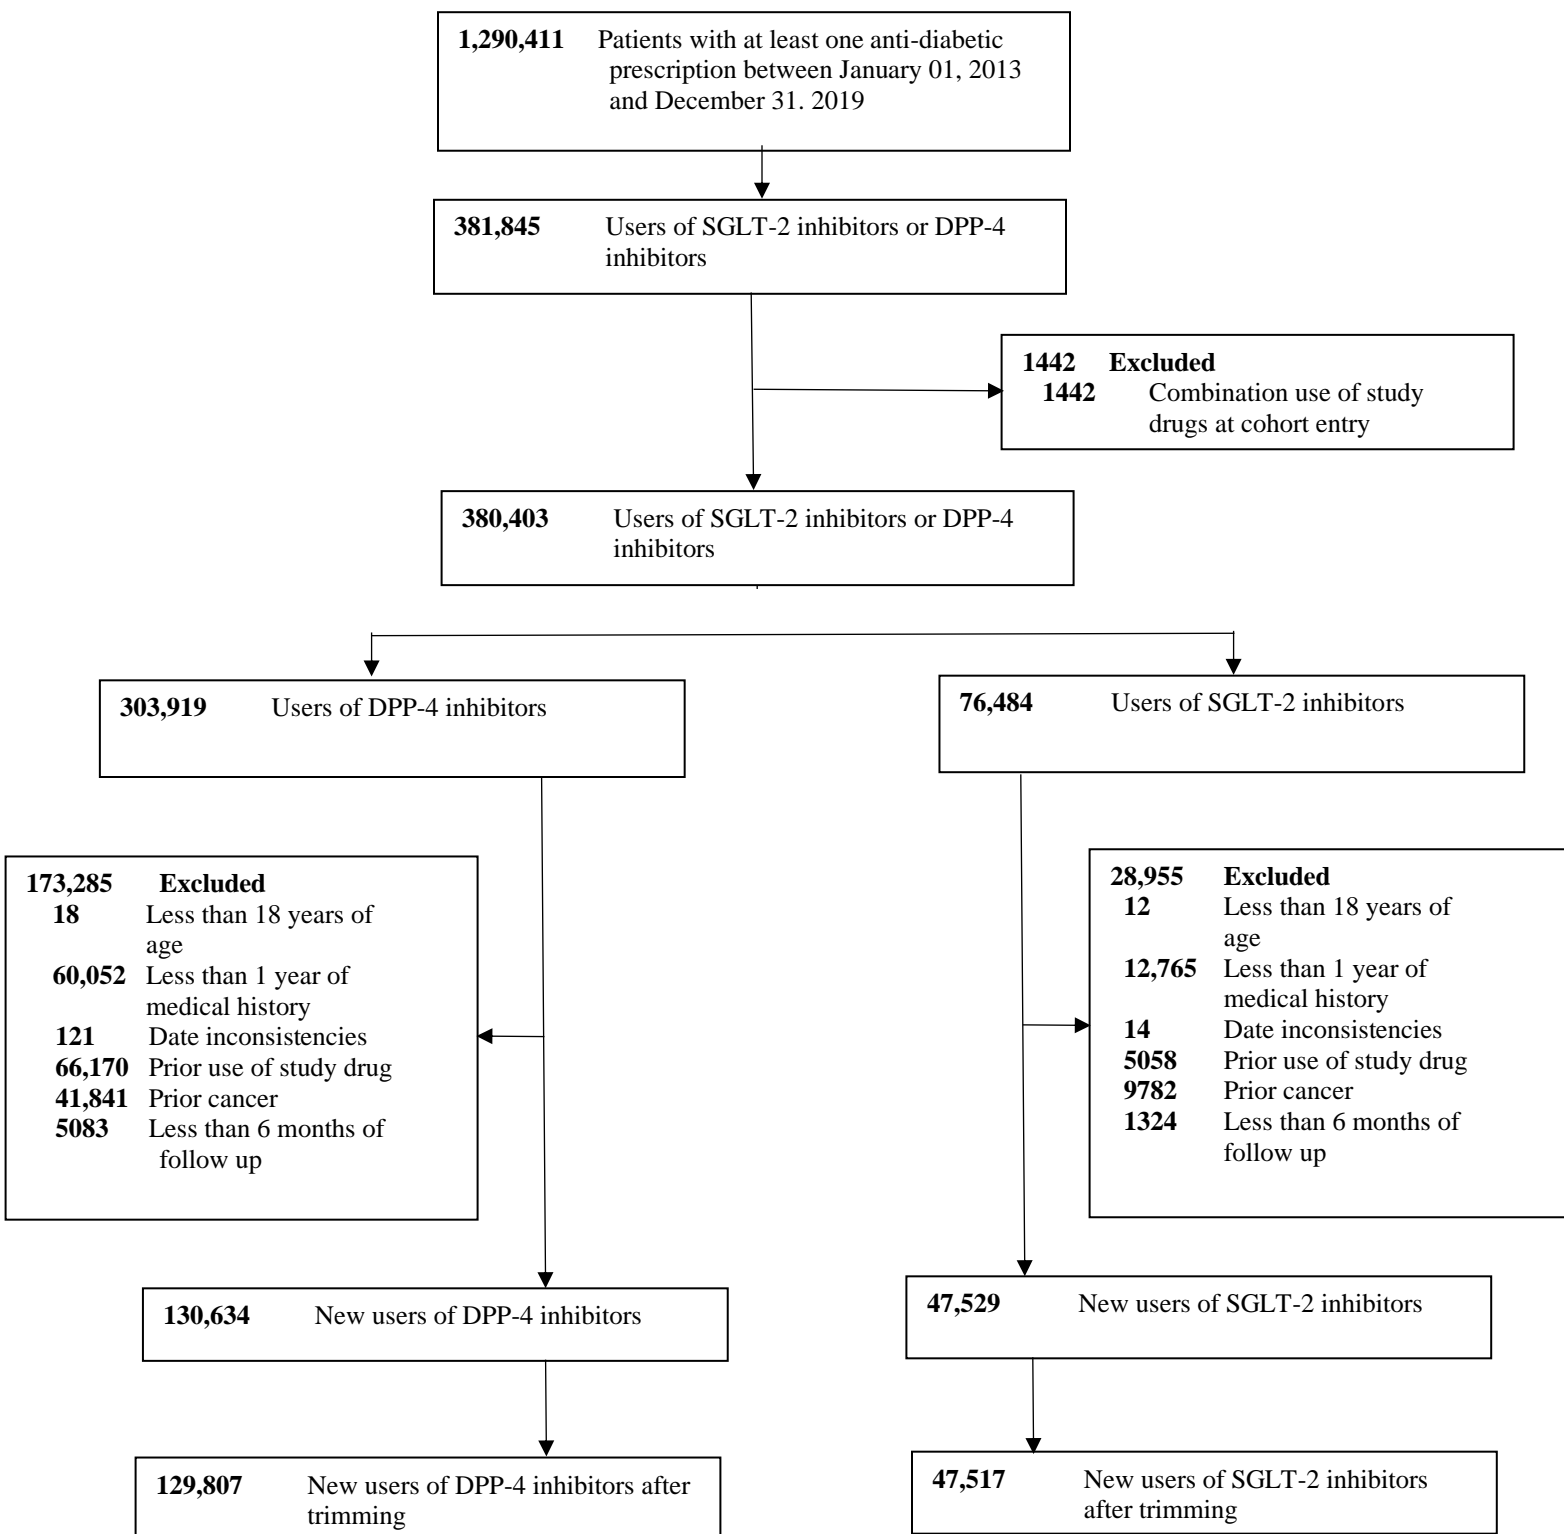 1,290,411 Patients with at least one anti-diabetic
prescription between January 01, 2013
and December 31. 2019
381,845 Users of SGLT-2 inhibitors or DPP-4
inhibitors
1442 Excluded
1442 Combination use of study
drugs at cohort entry
380,403 Users of SGLT-2 inhibitors or DPP-4
inhibitors
303,919 Users of DPP-4 inhibitors
76,484 Users of SGLT-2 inhibitors
173,285 Excluded
18 Less than 18 years of
age
60,052 Less than 1 year of
medical history
121 Date inconsistencies
66,170 Prior use of study drug
41,841 Prior cancer
5083 Less than 6 months of
follow up
28,955 Excluded
12 Less than 18 years of
age
12,765 Less than 1 year of
medical history
14 Date inconsistencies
5058 Prior use of study drug
9782 Prior cancer
1324 Less than 6 months of
follow up
130,634 New users of DPP-4 inhibitors
47,529 New users of SGLT-2 inhibitors
129,807 New users of DPP-4 inhibitors after
trimming
47,517 New users of SGLT-2 inhibitors
after trimming